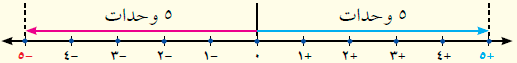 ٥ وحدات ٥ وحدات
−٥ −٤ −٣ −٢ −١ ٠ +١ +٢ +٣ +٤ +٥